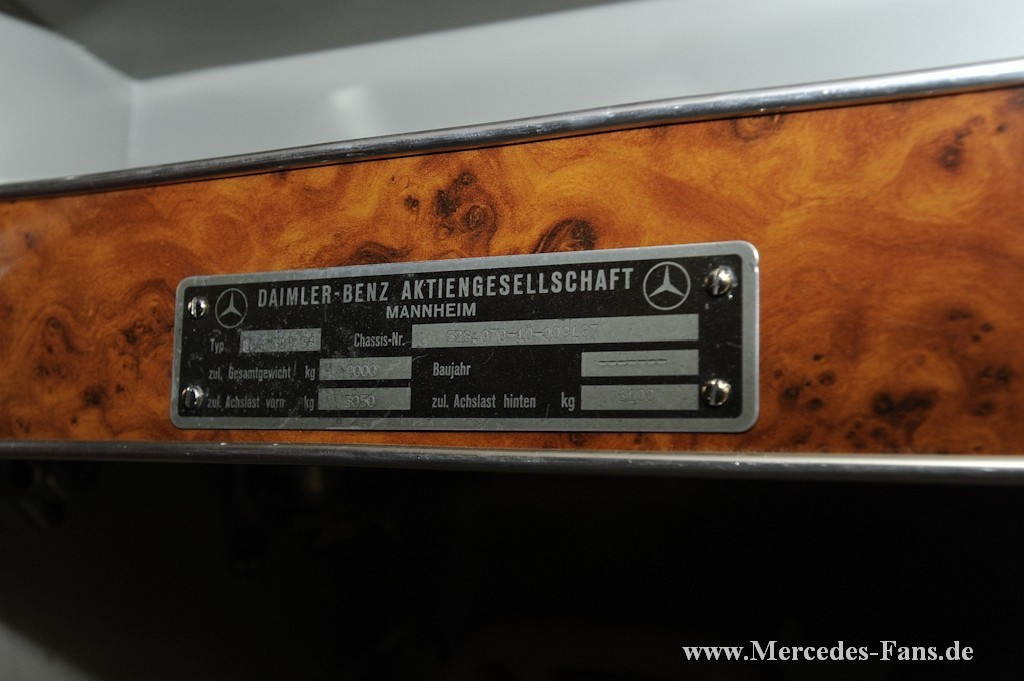 DAIMLER-BENZ AKTIENGESELLSCHAFT
MANNHEIM
Typ Chassis-Nr.
zul. Gesamtgewicht kg 9000 Baujahr
zul. Achslast vorn kg 3050 zul. Achslast hinten kg
www.Mercedes-Fans.de